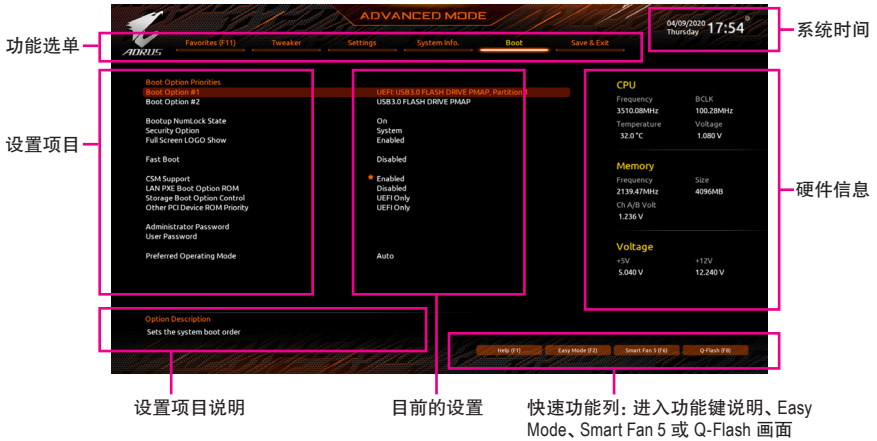 ADVANCED MODE
04/09/2020
Thursday
17:54
系统时间
功能选单
AORUS
Favorites (F11)
Tweaker
Settings
System Info.
Boot
Save & Exit
设置项目
Boot Option Priorities
Boot Option #1 UEFI: USB3.0 FLASH DRIVE PMAP, Partition 1
Boot Option #2 USB3.0 FLASH DRIVE PMAP
Bootup NumLock State On
Security Option System
Full Screen LOGO Show Enabled
Fast Boot Disabled
CSM Support Enabled
LAN PXE Boot Option ROM Disabled
Storage Boot Option Control UEFI Only
Other PCI Device ROM Priority UEFI Only
Administrator Password
User Password
Preferred Operating Mode Auto
CPU
Frequency BCLK
3510.08MHz 100.28MHz
Temperature Voltage
32.0 °C 1.080 V
Memory
Frequency Size
2139.47MHz 4096MB
Ch A/B Volt
1.236 V
Voltage
+5V +12V
5.040 V 12.240 V
硬件信息
Option Description
Sets the system boot order
Help (F1)
Easy Mode (F2)
Smart Fan 5 (F6)
Q-Flash (F8)
设置项目说明
目前的设置
快速功能列: 进入功能键说明、Easy
Mode、Smart Fan 5 或 Q-Flash 画面